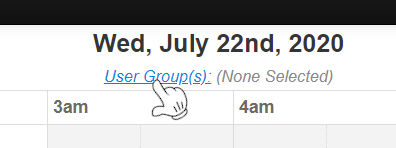 Wed, July 22nd, 2020
User Group(s): (None Selected)
3am 4am